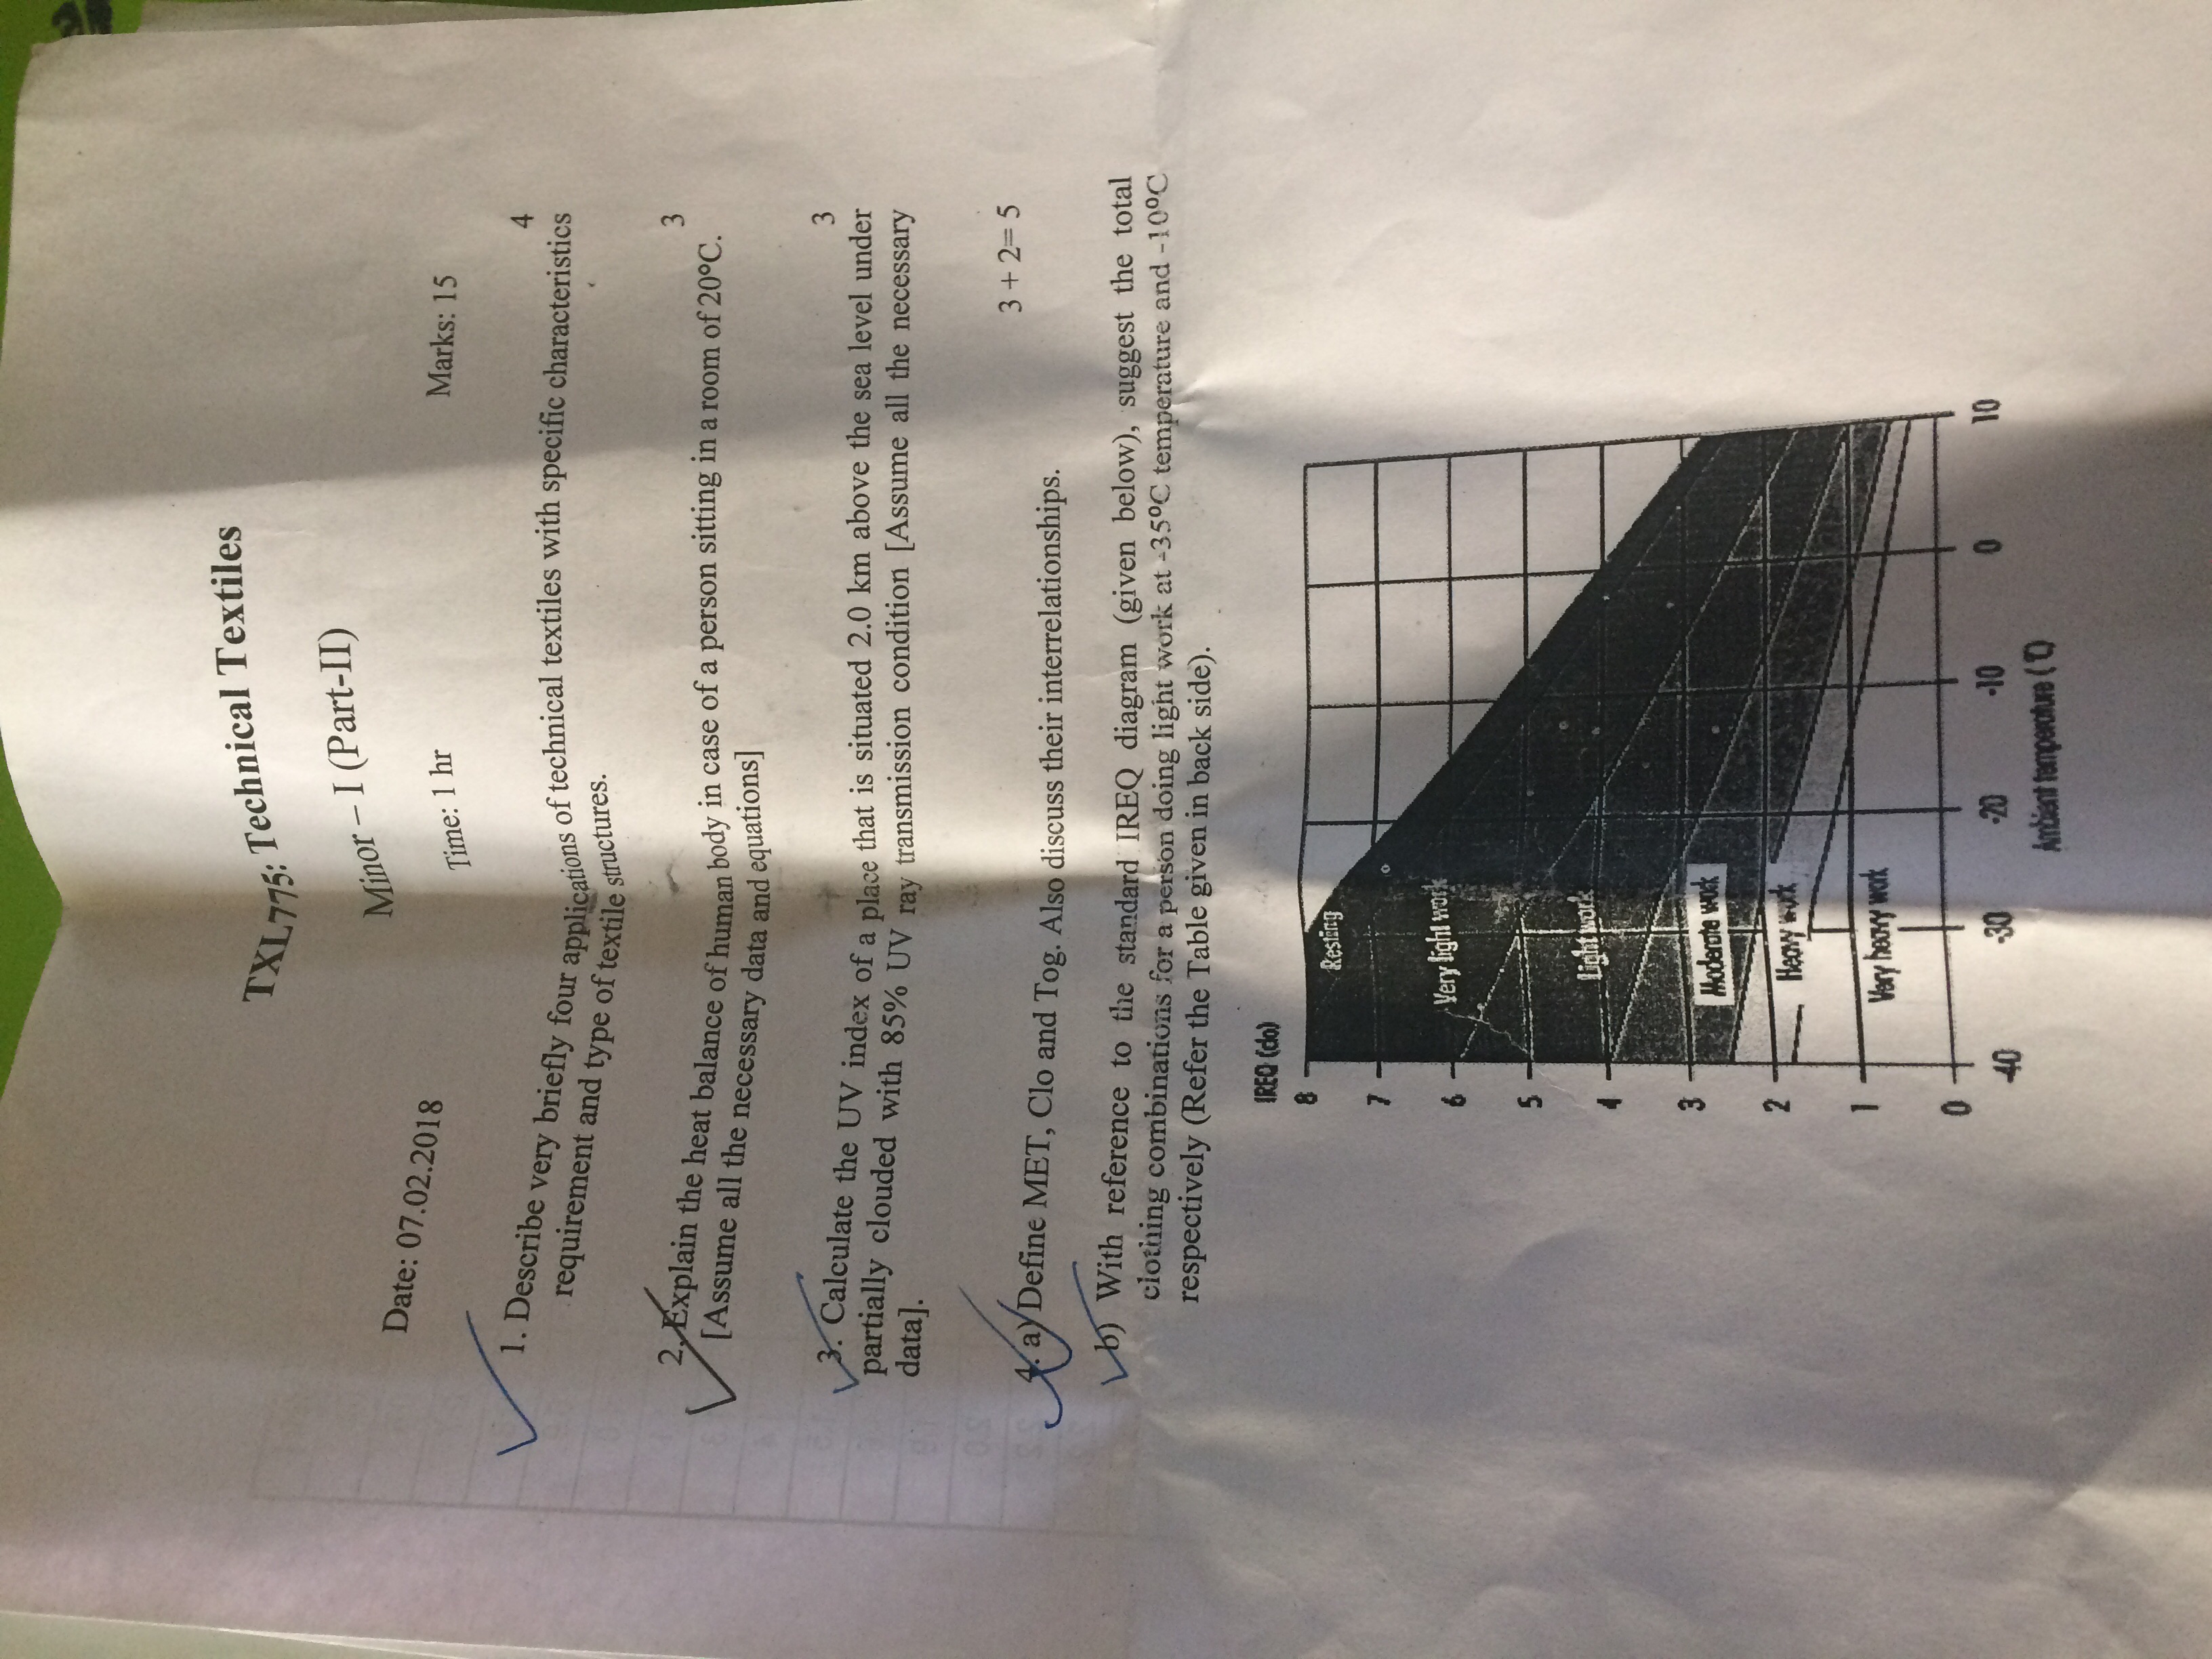 TXL775: Technical Textiles
Minor – I (Part-II)
Date: 07.02.2018
Time: 1 hr
Marks: 15
4
1. Describe very briefly four applications of technical textiles with specific characteristics
requirement and type of textile structures.
3
2. Explain the heat balance of human body in case of a person sitting in a room of 20°C.
[Assume all the necessary data and equations]
3
3. Calculate the UV index of a place that is situated 2.0 km above the sea level under
partially clouded with 85% UV ray transmission condition [Assume all the necessary
data].
3 + 2= 5
4. a) Define MET, Clo and Tog. Also discuss their interrelationships.
b) With reference to the standard IREQ diagram (given below), suggest the total
clothing combinations for a person doing light work at -35°C temperature and -10°C
respectively (Refer the Table given in back side).
IREQ (clo)
8
Resting
7
Very light work
6
5
Light work
4
3
Moderate work
2
Heavy work
1
Very heavy work
0
-40 -30 -20 -10 0 10
Ambient temperature (°C)